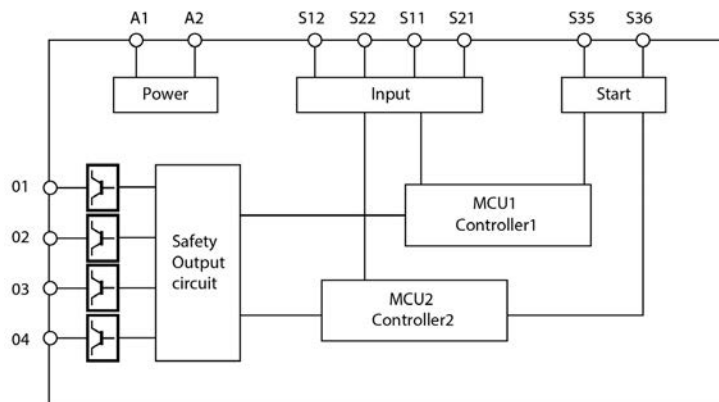 A1 A2 S12 S22 S11 S21 S35 S36
Power Input Start
01
02
03
04
Safety
Output
circuit
MCU1
Controller1
MCU2
Controller2